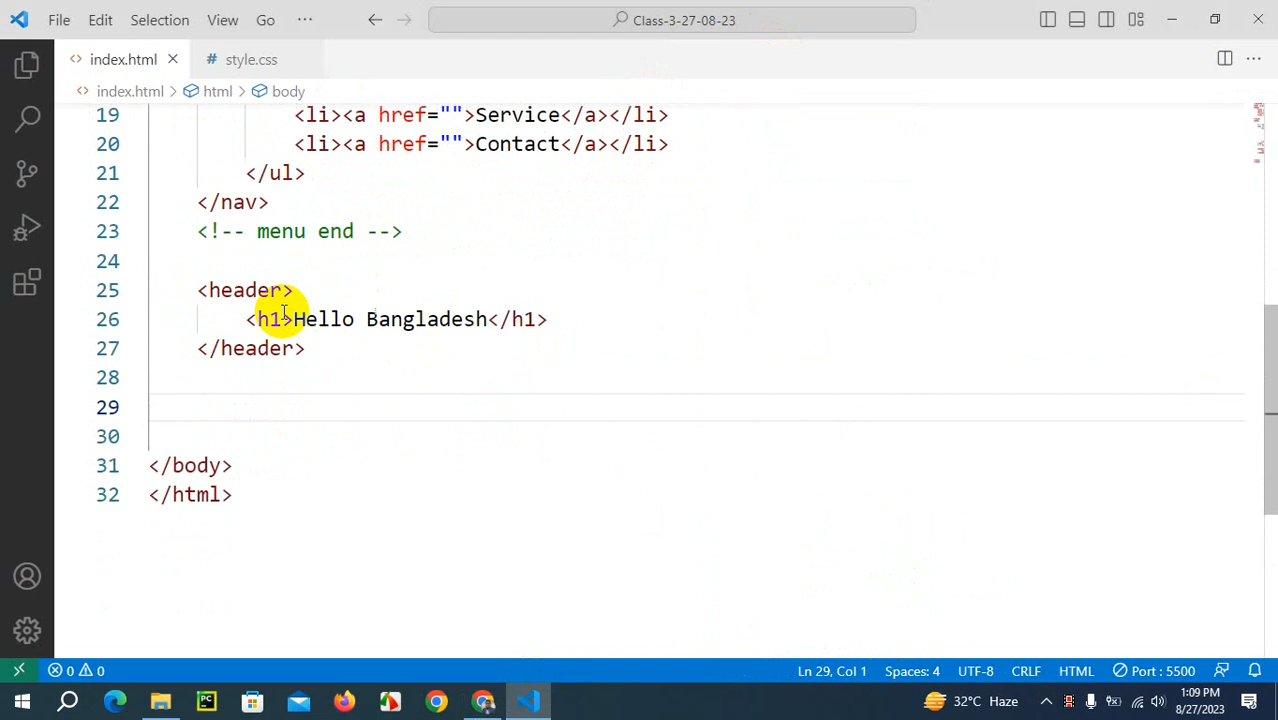 File Edit Selection View Go ··· Class-3-27-08-23
<> index.html # style.css
<> index.html > html > body
19 <li><a href="">Service</a></li>
20 <li><a href="">Contact</a></li>
21 </ul>
22 </nav>
23 <!-- menu end -->
24
25 <header>
26 <h1>Hello Bangladesh</h1>
27 </header>
28
29
30
31 </body>
32 </html>
0 0 Ln 29, Col 1 Spaces: 4 UTF-8 CRLF HTML Port : 5500
PC 32°C Haze 1:09 PM
8/27/2023